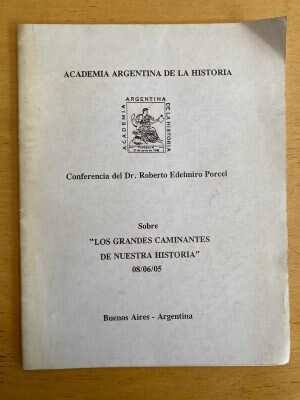 ACADEMIA ARGENTINA DE LA HISTORIA
ACADEMIA
ARGENTINA
DE LA HISTORIA
Conferencia del Dr. Roberto Edelmiro Porcel
Sobre
"LOS GRANDES CAMINANTES
DE NUESTRA HISTORIA"
08/06/05
Buenos Aires - Argentina